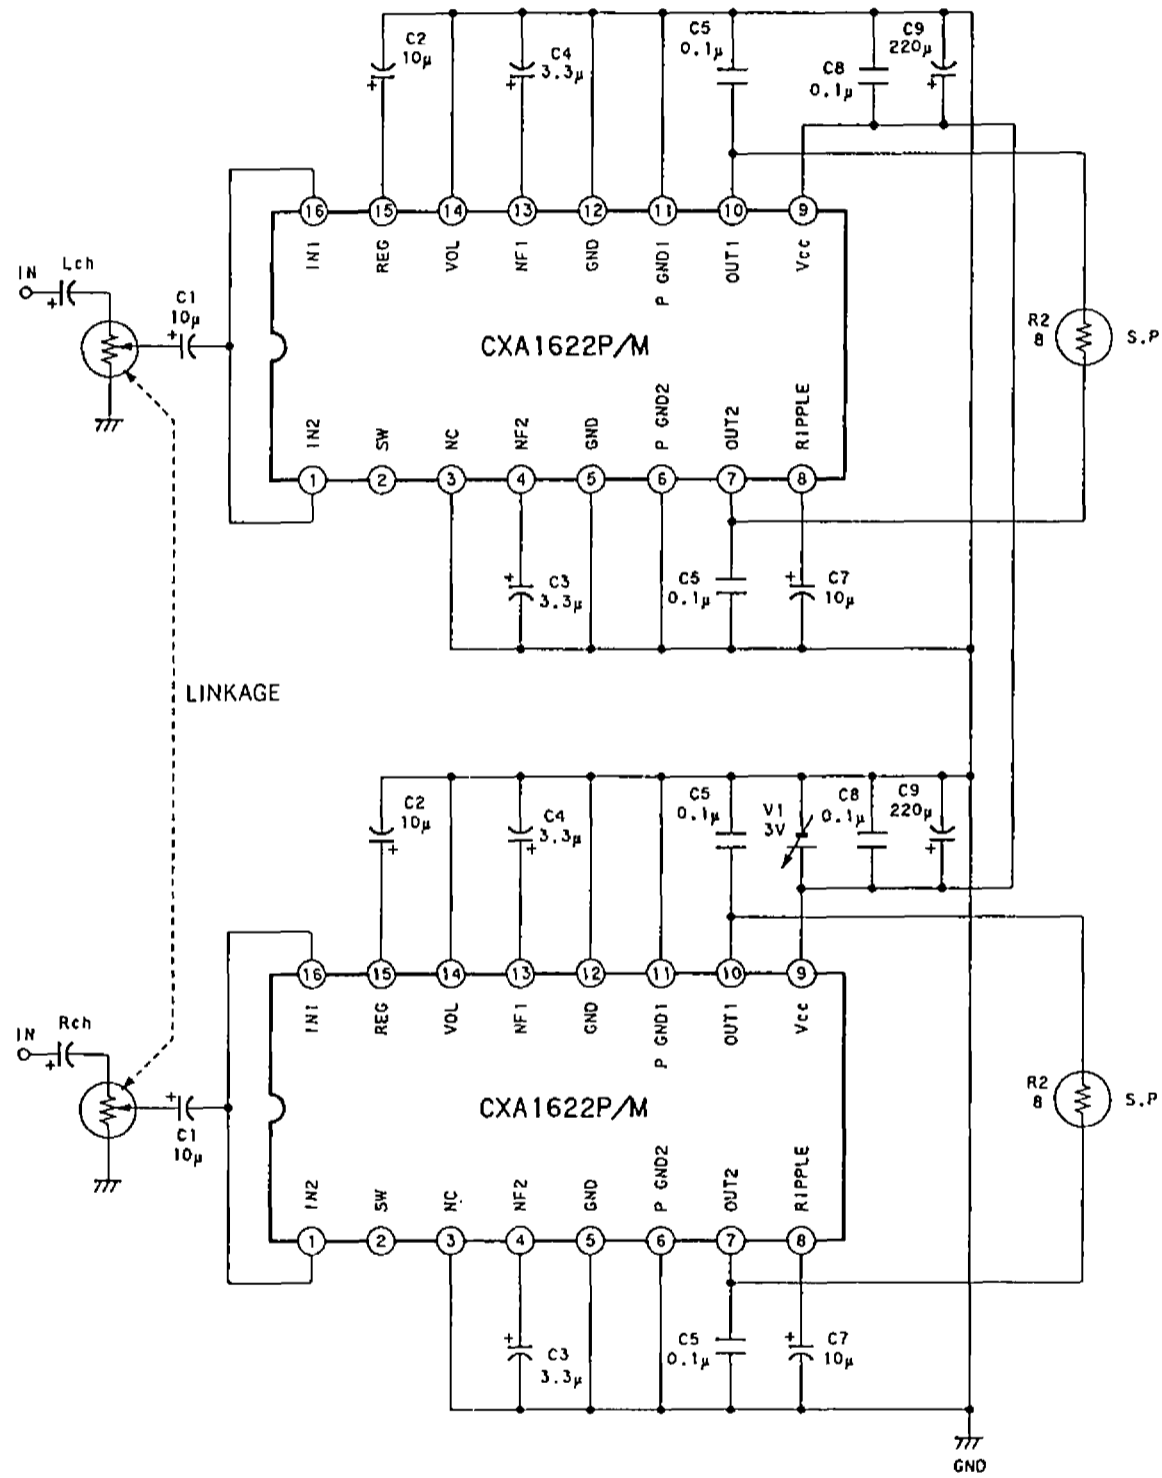 C2
10μ
C4
3.3μ
C5
0.1μ
C8
0.1μ
C9
220μ
16
15
14
13
12
11
10
9
IN1
REG
VOL
NF1
GND
P GND1
OUT1
Vcc
IN
Lch
C1
10μ
CXA1622P/M
R2
8
S.P
IN2
SW
NC
NF2
GND
P GND2
OUT2
RIPPLE
1
2
3
4
5
6
7
8
C3
3.3μ
C5
0.1μ
C7
10μ
LINKAGE
C2
10μ
C4
3.3μ
C5
0.1μ
V1
3V
C8
0.1μ
C9
220μ
16
15
14
13
12
11
10
9
IN1
REG
VOL
NF1
GND
P GND1
OUT1
Vcc
IN
Rch
C1
10μ
CXA1622P/M
R2
8
S.P
IN2
SW
NC
NF2
GND
P GND2
OUT2
RIPPLE
1
2
3
4
5
6
7
8
C3
3.3μ
C5
0.1μ
C7
10μ
GND